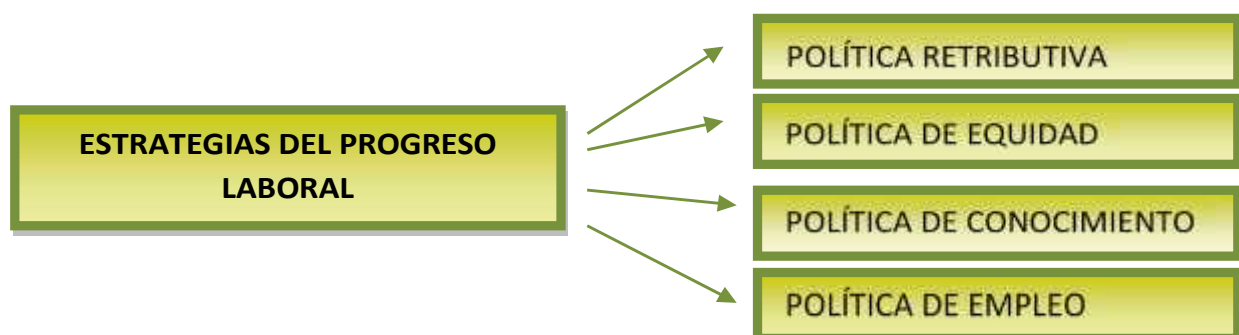 ESTRATEGIAS DEL PROGRESO
LABORAL
POLÍTICA RETRIBUTIVA
POLÍTICA DE EQUIDAD
POLÍTICA DE CONOCIMIENTO
POLÍTICA DE EMPLEO